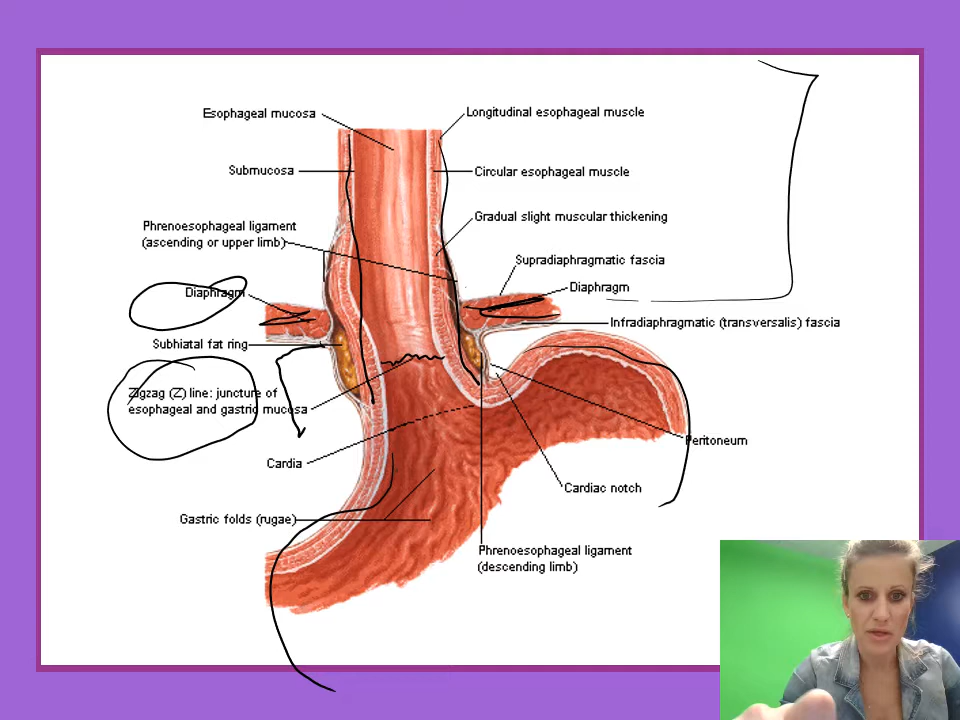 Esophageal mucosa
Longitudinal esophageal muscle
Submucosa
Circular esophageal muscle
Gradual slight muscular thickening
Phrenoesophageal ligament
(ascending or upper limb)
Supradiaphragmatic fascia
Diaphragm
Diaphragm
Infradiaphragmatic (transversalis) fascia
Subhiatal fat ring
Zigzag (Z) line: juncture of
esophageal and gastric mucosa
Peritoneum
Cardia
Cardiac notch
Gastric folds (rugae)
Phrenoesophageal ligament
(descending limb)